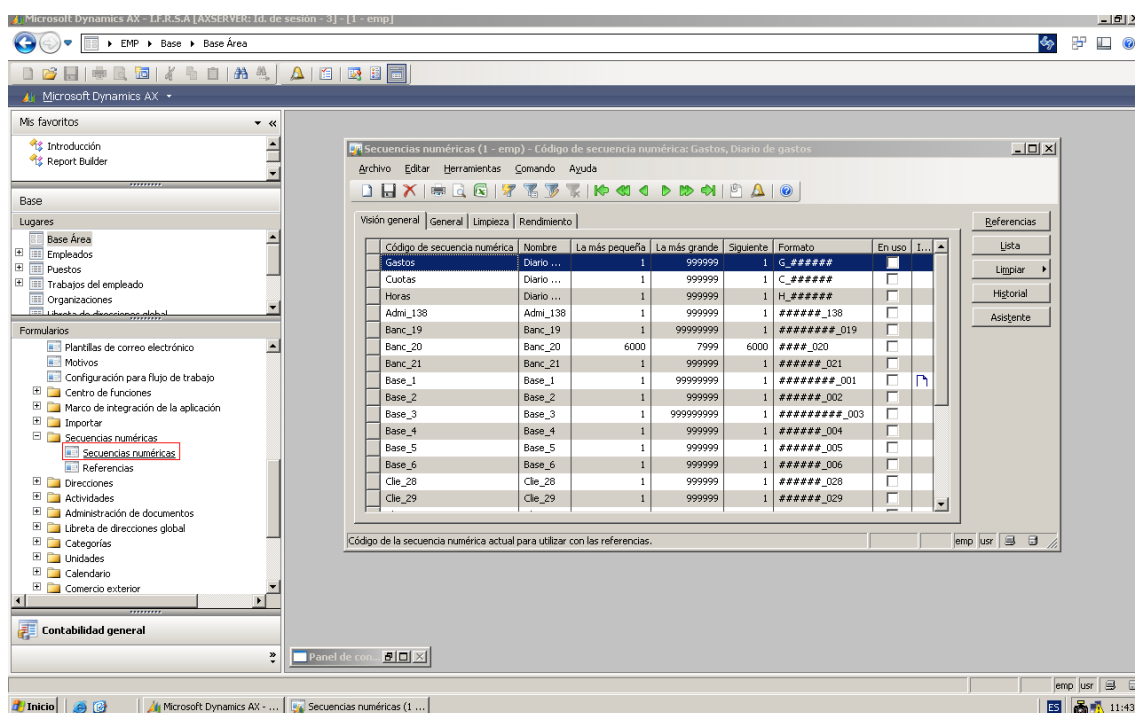 Microsoft Dynamics AX - I.F.R.S.A [AXSERVER: Id. de sesión - 3] - [1 - emp]
EMP Base Base Área
Microsoft Dynamics AX
Mis favoritos
Introducción
Report Builder
Base
Lugares
Base Área
Empleados
Puestos
Trabajos del empleado
Organizaciones
Libreta de direcciones global
Formularios
Plantillas de correo electrónico
Motivos
Configuración para flujo de trabajo
Centro de funciones
Marco de integración de la aplicación
Importar
Secuencias numéricas
Secuencias numéricas
Referencias
Direcciones
Actividades
Administración de documentos
Libreta de direcciones global
Categorías
Unidades
Calendario
Comercio exterior
Contabilidad general
Secuencias numéricas (1 - emp) - Código de secuencia numérica: Gastos, Diario de gastos
Archivo Editar Herramientas Comando Ayuda
Visión general General Limpieza Rendimiento
Código de secuencia numérica Nombre La más pequeña La más grande Siguiente Formato En uso I...
Gastos Diario ... 1 999999 1 G_######
Cuotas Diario ... 1 999999 1 C_######
Horas Diario ... 1 999999 1 H_######
Admi_138 Admi_138 1 999999 1 ######_138
Banc_19 Banc_19 1 99999999 1 ########_019
Banc_20 Banc_20 6000 7999 6000 ####_020
Banc_21 Banc_21 1 999999 1 ######_021
Base_1 Base_1 1 99999999 1 ########_001
Base_2 Base_2 1 999999 1 ######_002
Base_3 Base_3 1 999999999 1 #########_003
Base_4 Base_4 1 999999 1 ######_004
Base_5 Base_5 1 999999 1 ######_005
Base_6 Base_6 1 999999 1 ######_006
Clie_28 Clie_28 1 999999 1 ######_028
Clie_29 Clie_29 1 999999 1 ######_029
Referencias
Lista
Limpiar
Historial
Asistente
Código de la secuencia numérica actual para utilizar con las referencias.
emp usr
Panel de con...
emp usr
Inicio Microsoft Dynamics AX - ... Secuencias numéricas (1 ... ES 11:43